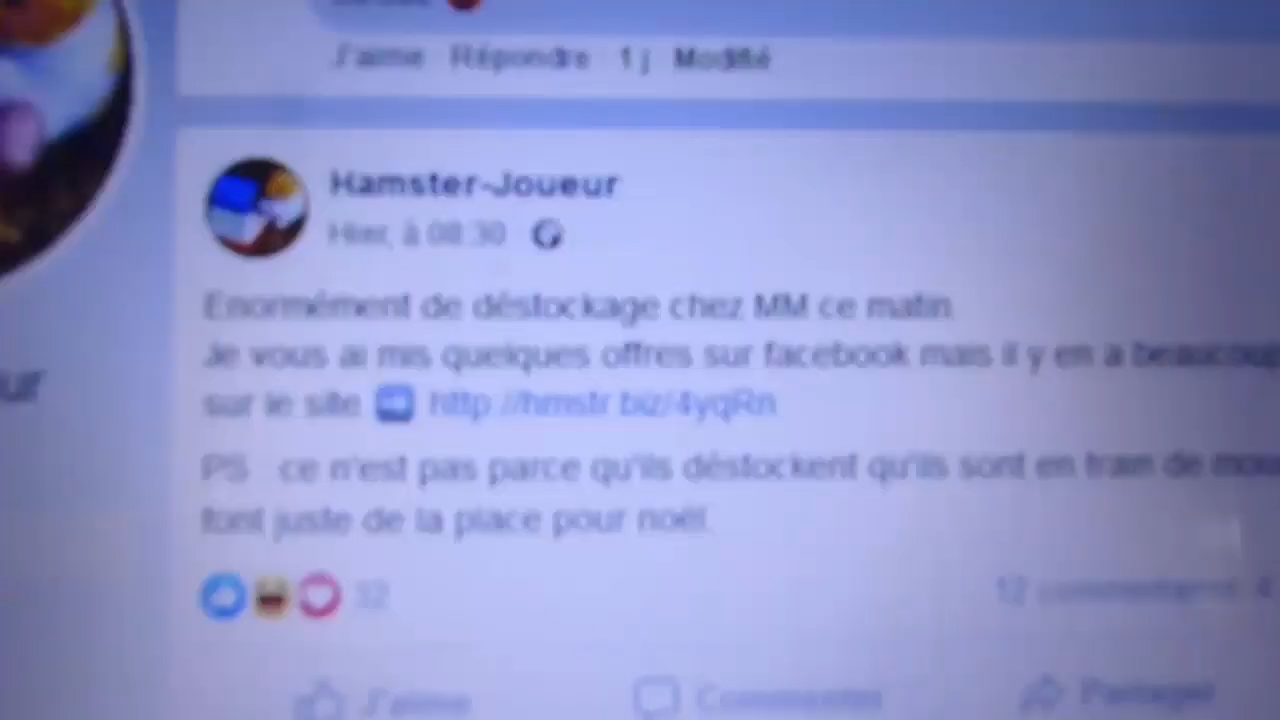 J'aime Répondre 1 j Modifié
Hamster-Joueur
Hier, à 08:30
Enormément de déstockage chez MM ce matin
Je vous ai mis quelques offres sur facebook mais il y en a beaucoup
sur le site http://hmstr.biz/4yqRn
PS : ce n'est pas parce qu'ils déstockent qu'ils sont en train de
font juste de la place pour noël
32
12 commentaires
J'aime Commenter Partager